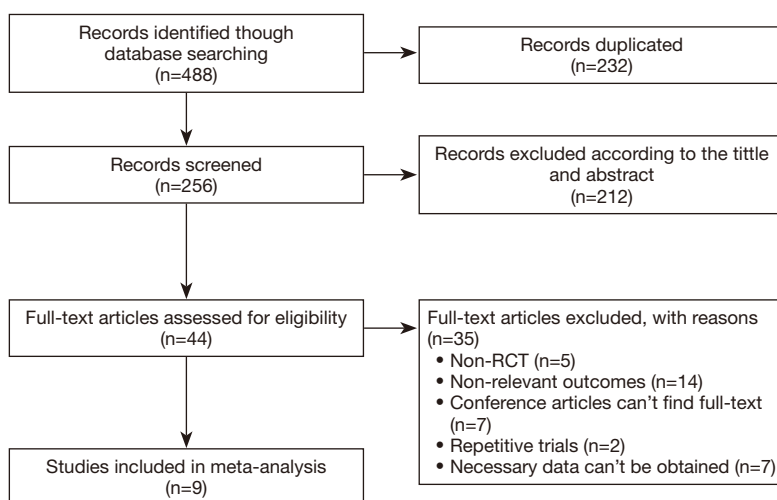 Records identified though
database searching
(n=488)
Records duplicated
(n=232)
Records screened
(n=256)
Records excluded according to the tittle
and abstract
(n=212)
Full-text articles assessed for eligibility
(n=44)
Full-text articles excluded, with reasons
(n=35)
• Non-RCT (n=5)
• Non-relevant outcomes (n=14)
• Conference articles can’t find full-text
(n=7)
• Repetitive trials (n=2)
• Necessary data can’t be obtained (n=7)
Studies included in meta-analysis
(n=9)